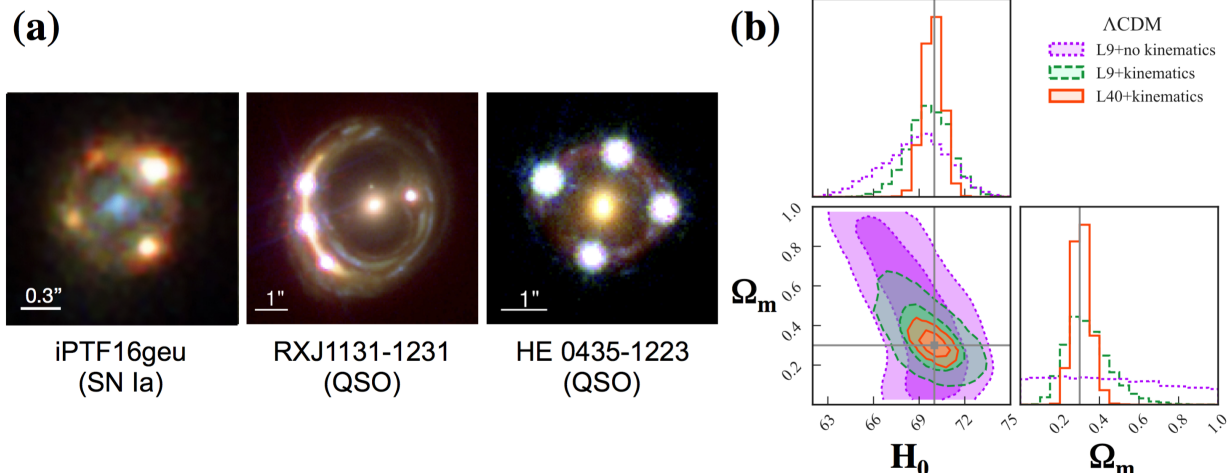 (a)
0.3”
1"
1"
iPTF16geu
(SN Ia)
RXJ1131-1231
(QSO)
HE 0435-1223
(QSO)
(b)
ΛCDM
L9+no kinematics
L9+kinematics
L40+kinematics
1.0
0.8
0.6
0.4
0.2
Ωm
63 66 69 72 75
H0
0.2 0.4 0.6 0.8 1.0
Ωm